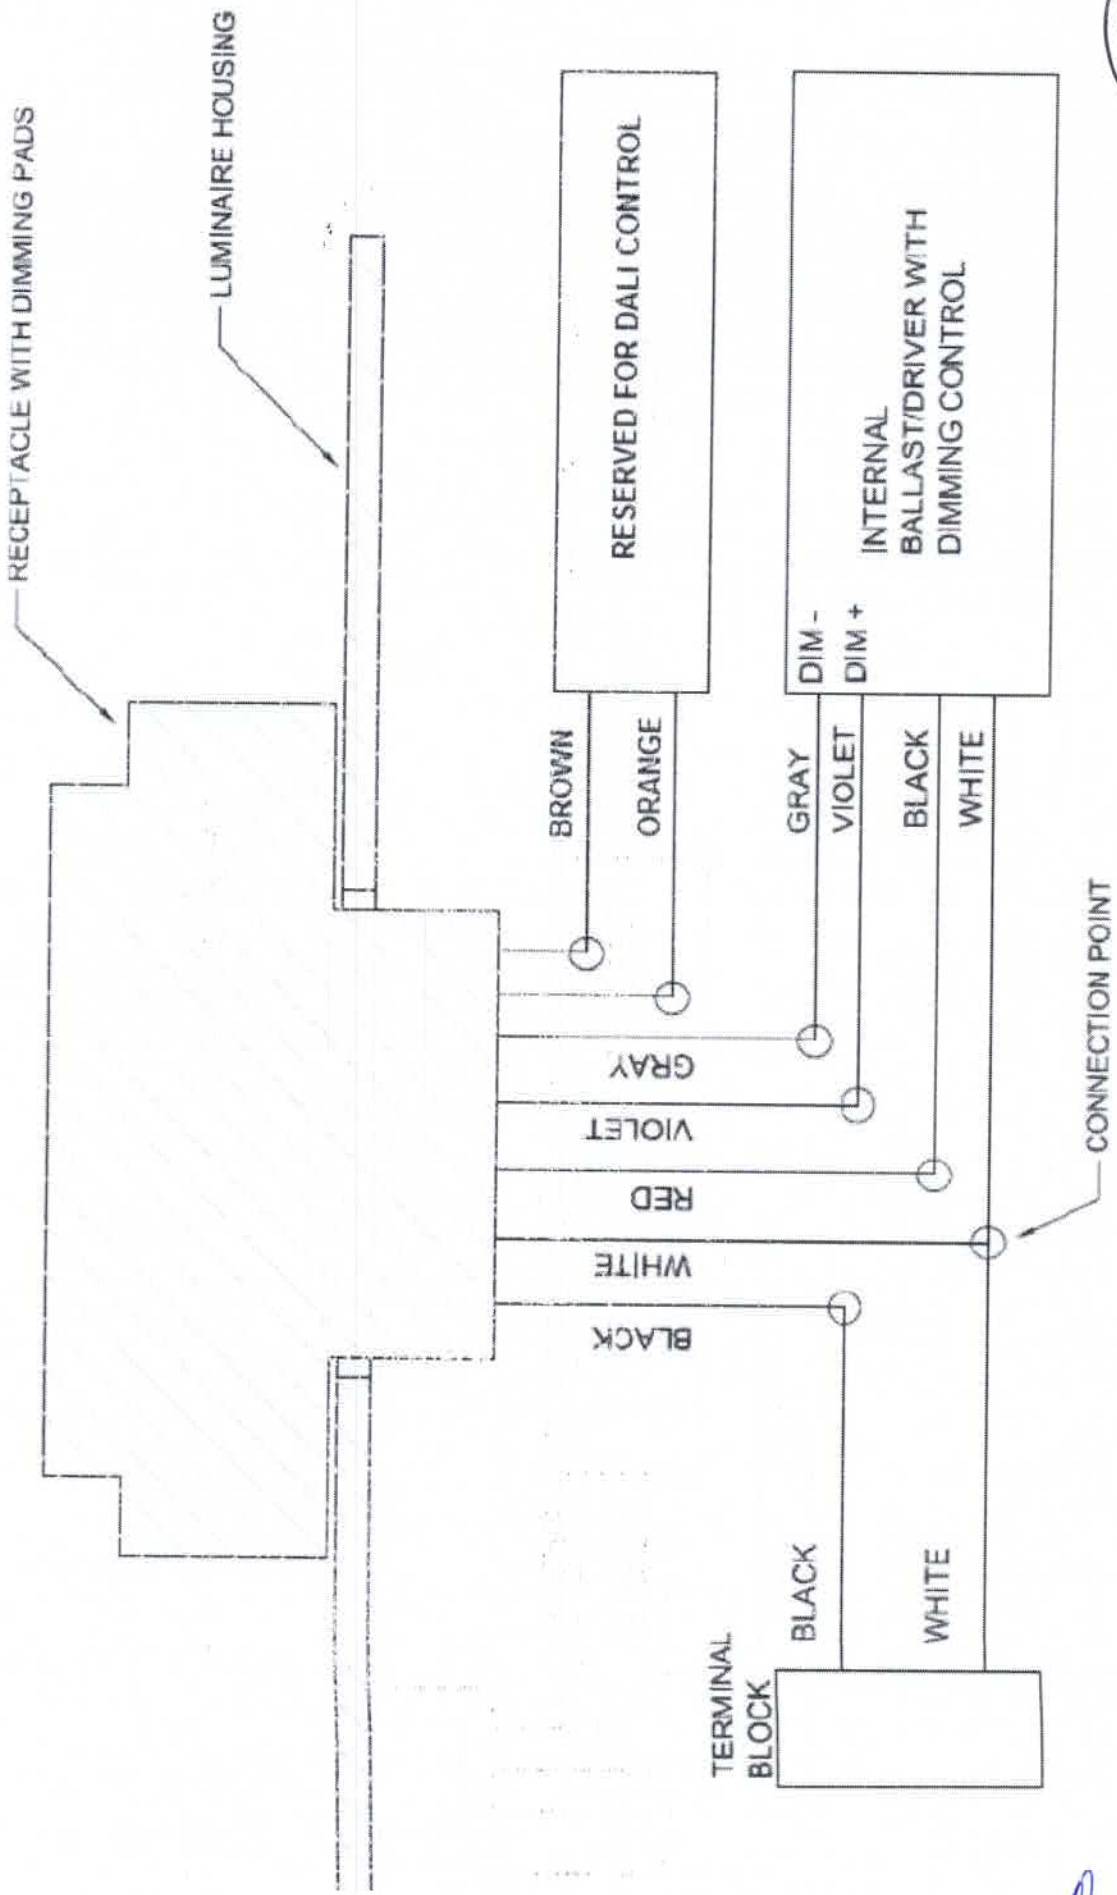 RECEPTACLE WITH DIMMING PADS
LUMINAIRE HOUSING
BROWN
ORANGE
RESERVED FOR DALI CONTROL
GRAY
VIOLET
RED
WHITE
BLACK
GRAY
VIOLET
BLACK
WHITE
DIM -
DIM +
INTERNAL
BALLAST/DRIVER WITH
DIMMING CONTROL
TERMINAL
BLOCK
BLACK
WHITE
CONNECTION POINT